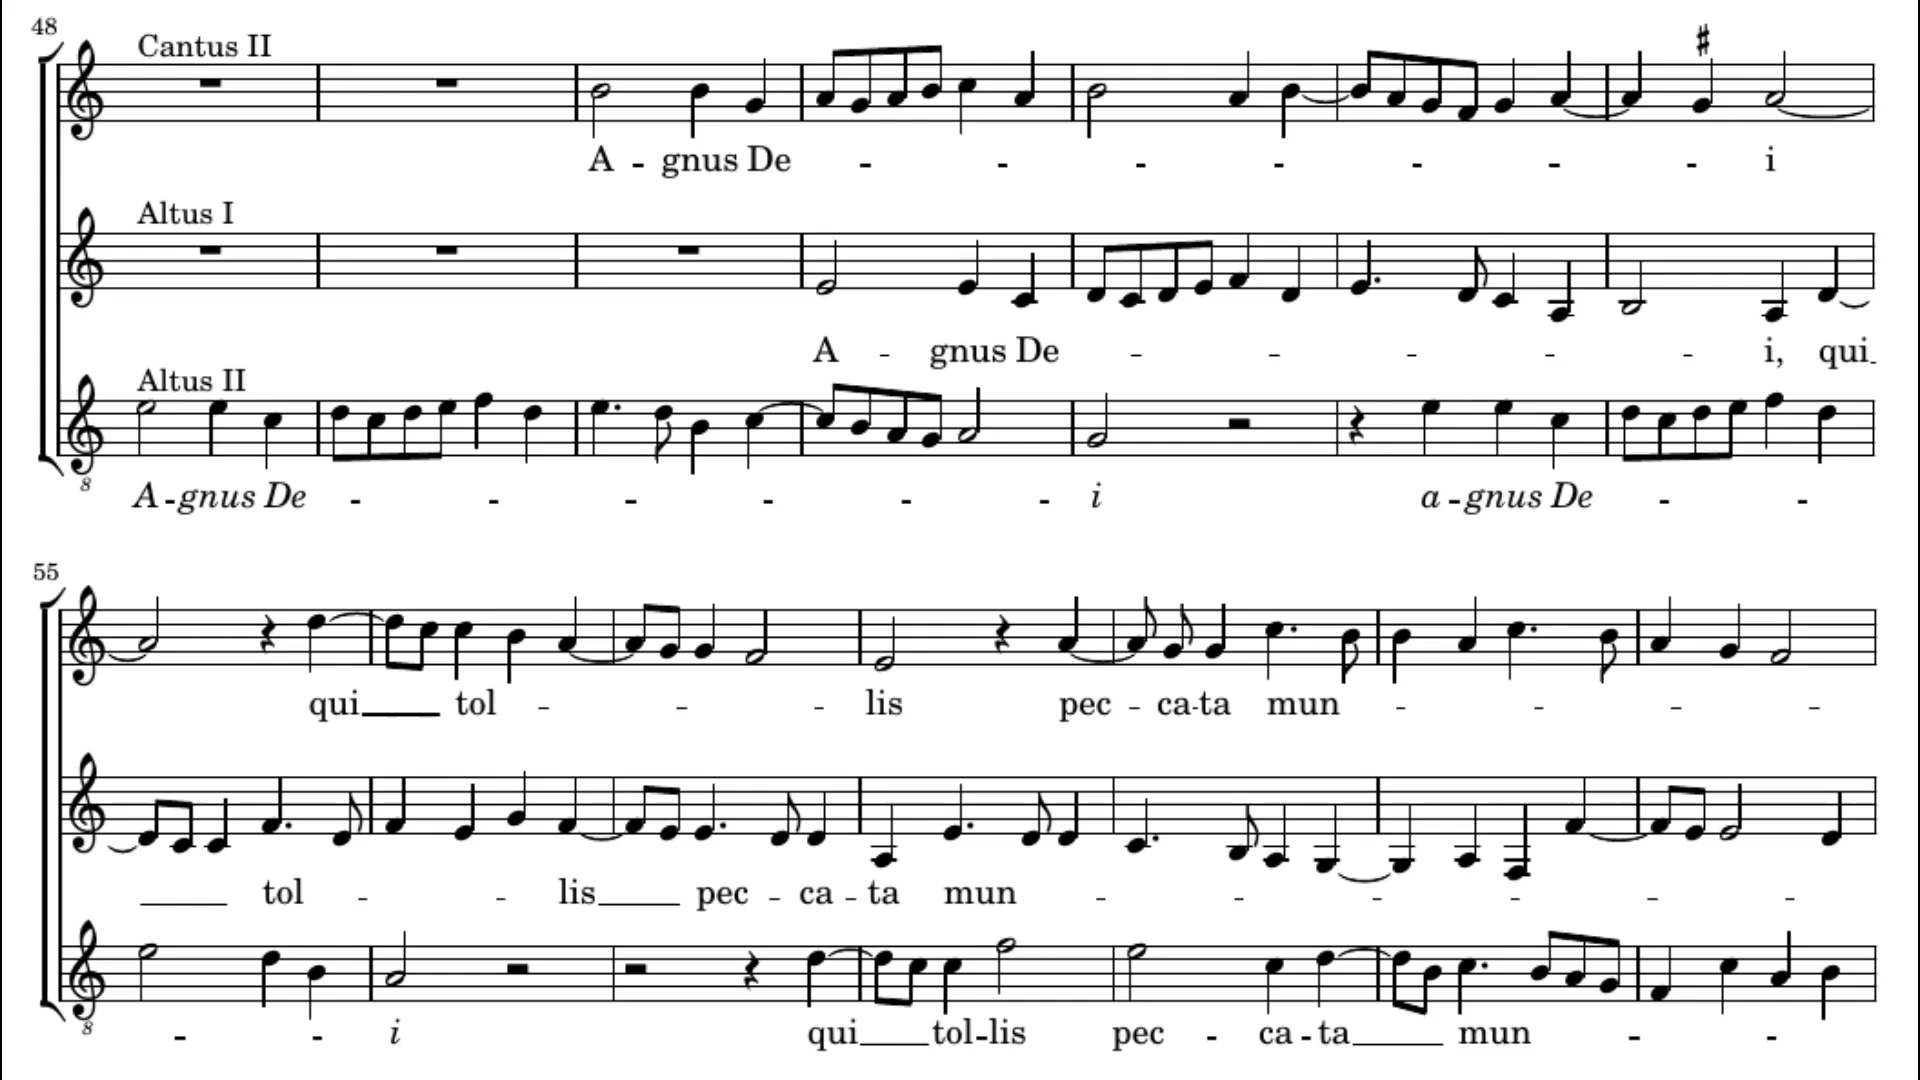 48
Cantus II
A - gnus De - - - - - - - i
Altus I
A - gnus De - - - - - i, qui
Altus II
8
A - gnus De - - - - - - i a - gnus De - -
55
qui tol - - - lis pec - ca - ta mun - - - -
tol - - lis pec - ca - ta mun - - - - - -
8
- - i qui tol - lis pec - ca - ta mun - -